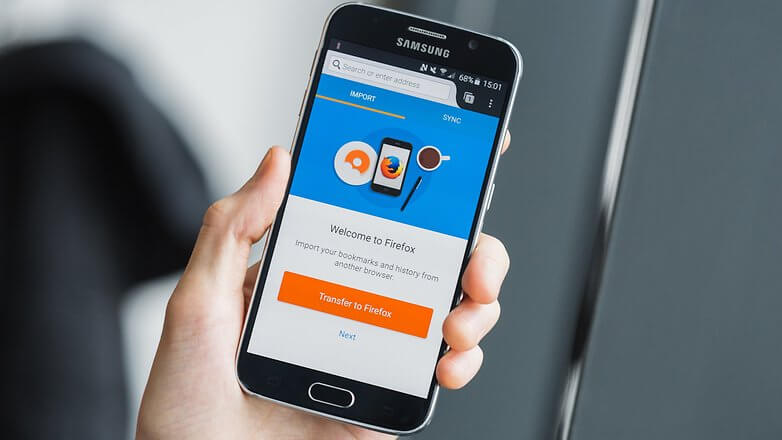 SAMSUNG
68% 15:01
Search or enter address
1
IMPORT
SYNC
Welcome to Firefox
Import your bookmarks and history from
another browser.
Transfer to Firefox
Next